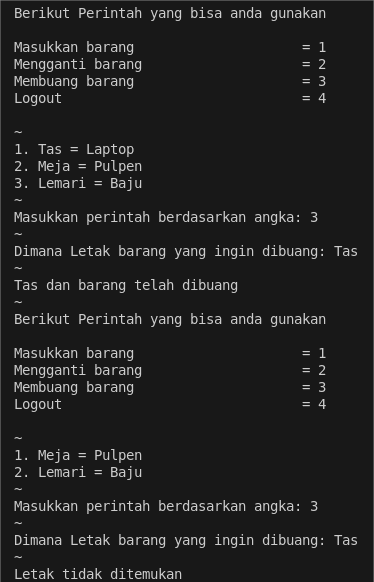 Berikut Perintah yang bisa anda gunakan
Masukkan barang = 1
Mengganti barang = 2
Membuang barang = 3
Logout = 4
~
1. Tas = Laptop
2. Meja = Pulpen
3. Lemari = Baju
~
Masukkan perintah berdasarkan angka: 3
~
Dimana Letak barang yang ingin dibuang: Tas
~
Tas dan barang telah dibuang
~
Berikut Perintah yang bisa anda gunakan
Masukkan barang = 1
Mengganti barang = 2
Membuang barang = 3
Logout = 4
~
1. Meja = Pulpen
2. Lemari = Baju
~
Masukkan perintah berdasarkan angka: 3
~
Dimana Letak barang yang ingin dibuang: Tas
~
Letak tidak ditemukan